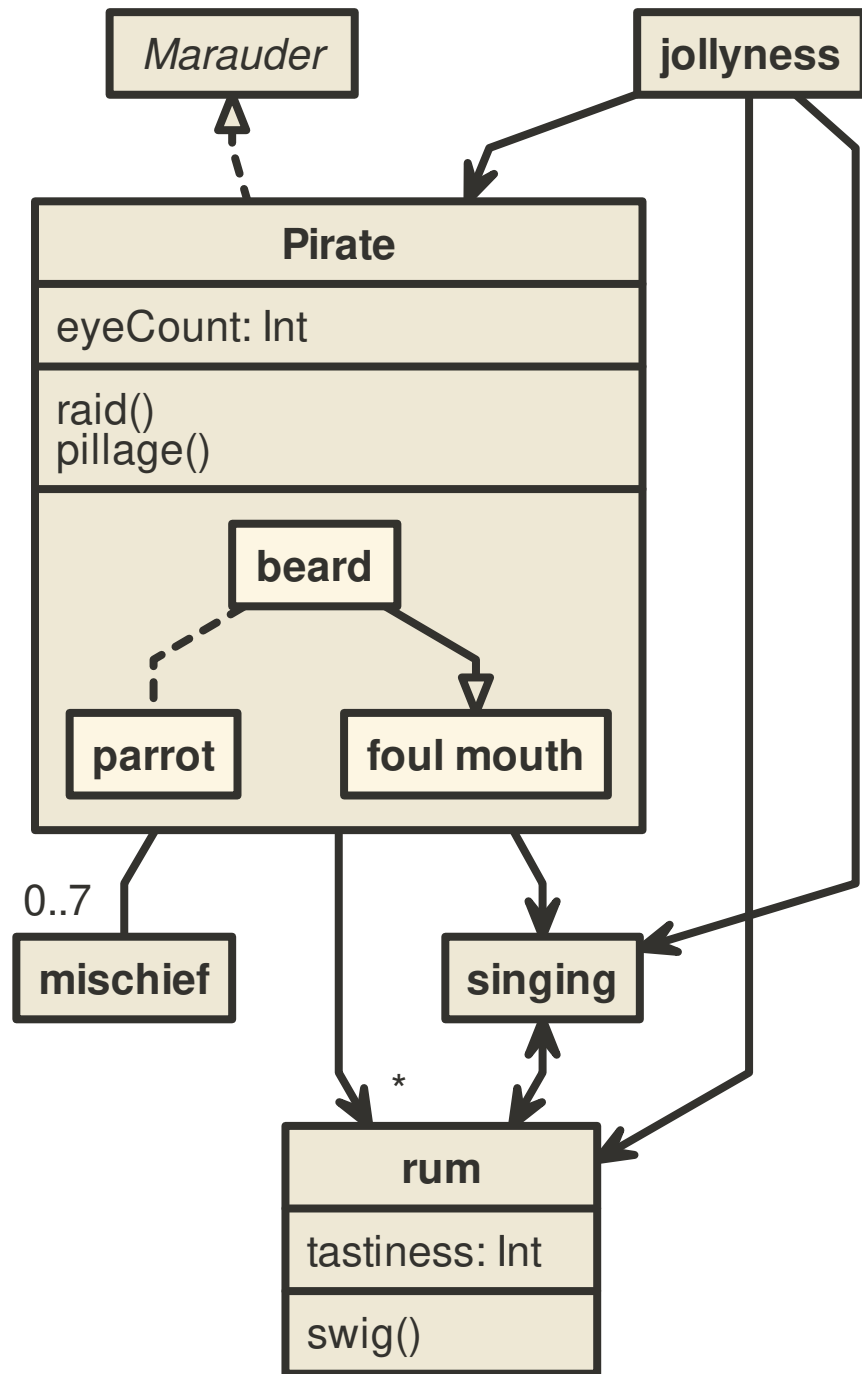 Marauder
jollyness
Pirate
eyeCount: Int
raid()
pillage()
beard
parrot
foul mouth
0..7
mischief
singing
*
rum
tastiness: Int
swig()